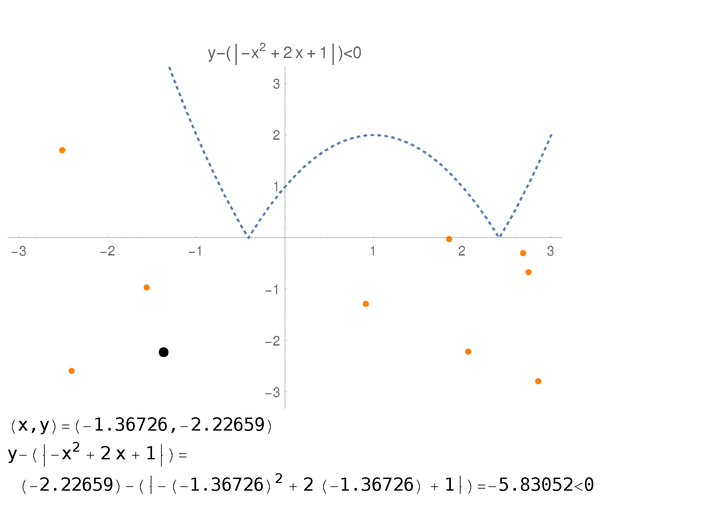 y−(|−x² + 2 x + 1|)<0
3
2
1
−3 −2 −1 1 2 3
−1
−2
−3
(x,y)=(−1.36726,−2.22659)
y−(|−x² + 2 x + 1|)=
(−2.22659)−(|−(−1.36726)² + 2 (−1.36726) + 1|)=−5.83052<0